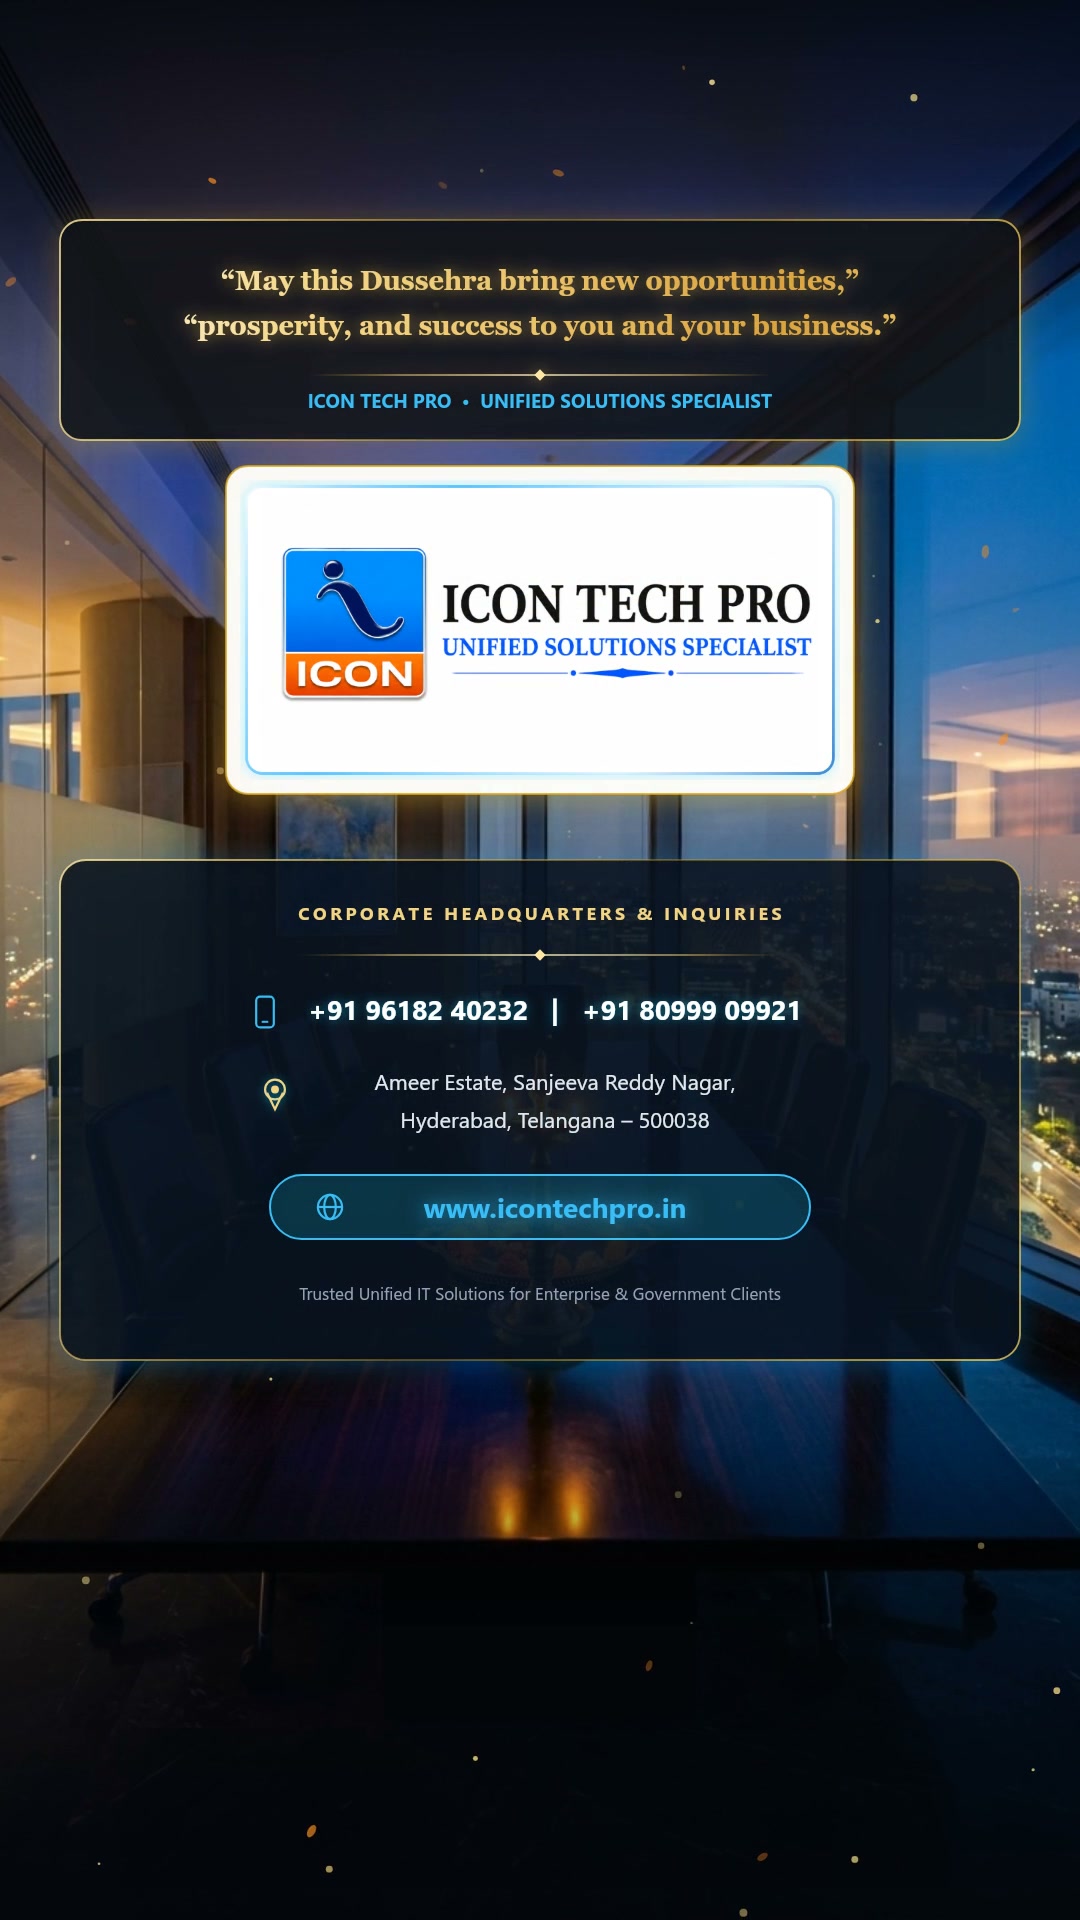 “May this Dussehra bring new opportunities,”
“prosperity, and success to you and your business.”
ICON TECH PRO • UNIFIED SOLUTIONS SPECIALIST
ICON
ICON TECH PRO
UNIFIED SOLUTIONS SPECIALIST
CORPORATE HEADQUARTERS & INQUIRIES
+91 96182 40232 | +91 80999 09921
Ameer Estate, Sanjeeva Reddy Nagar,
Hyderabad, Telangana – 500038
www.icontechpro.in
Trusted Unified IT Solutions for Enterprise & Government Clients